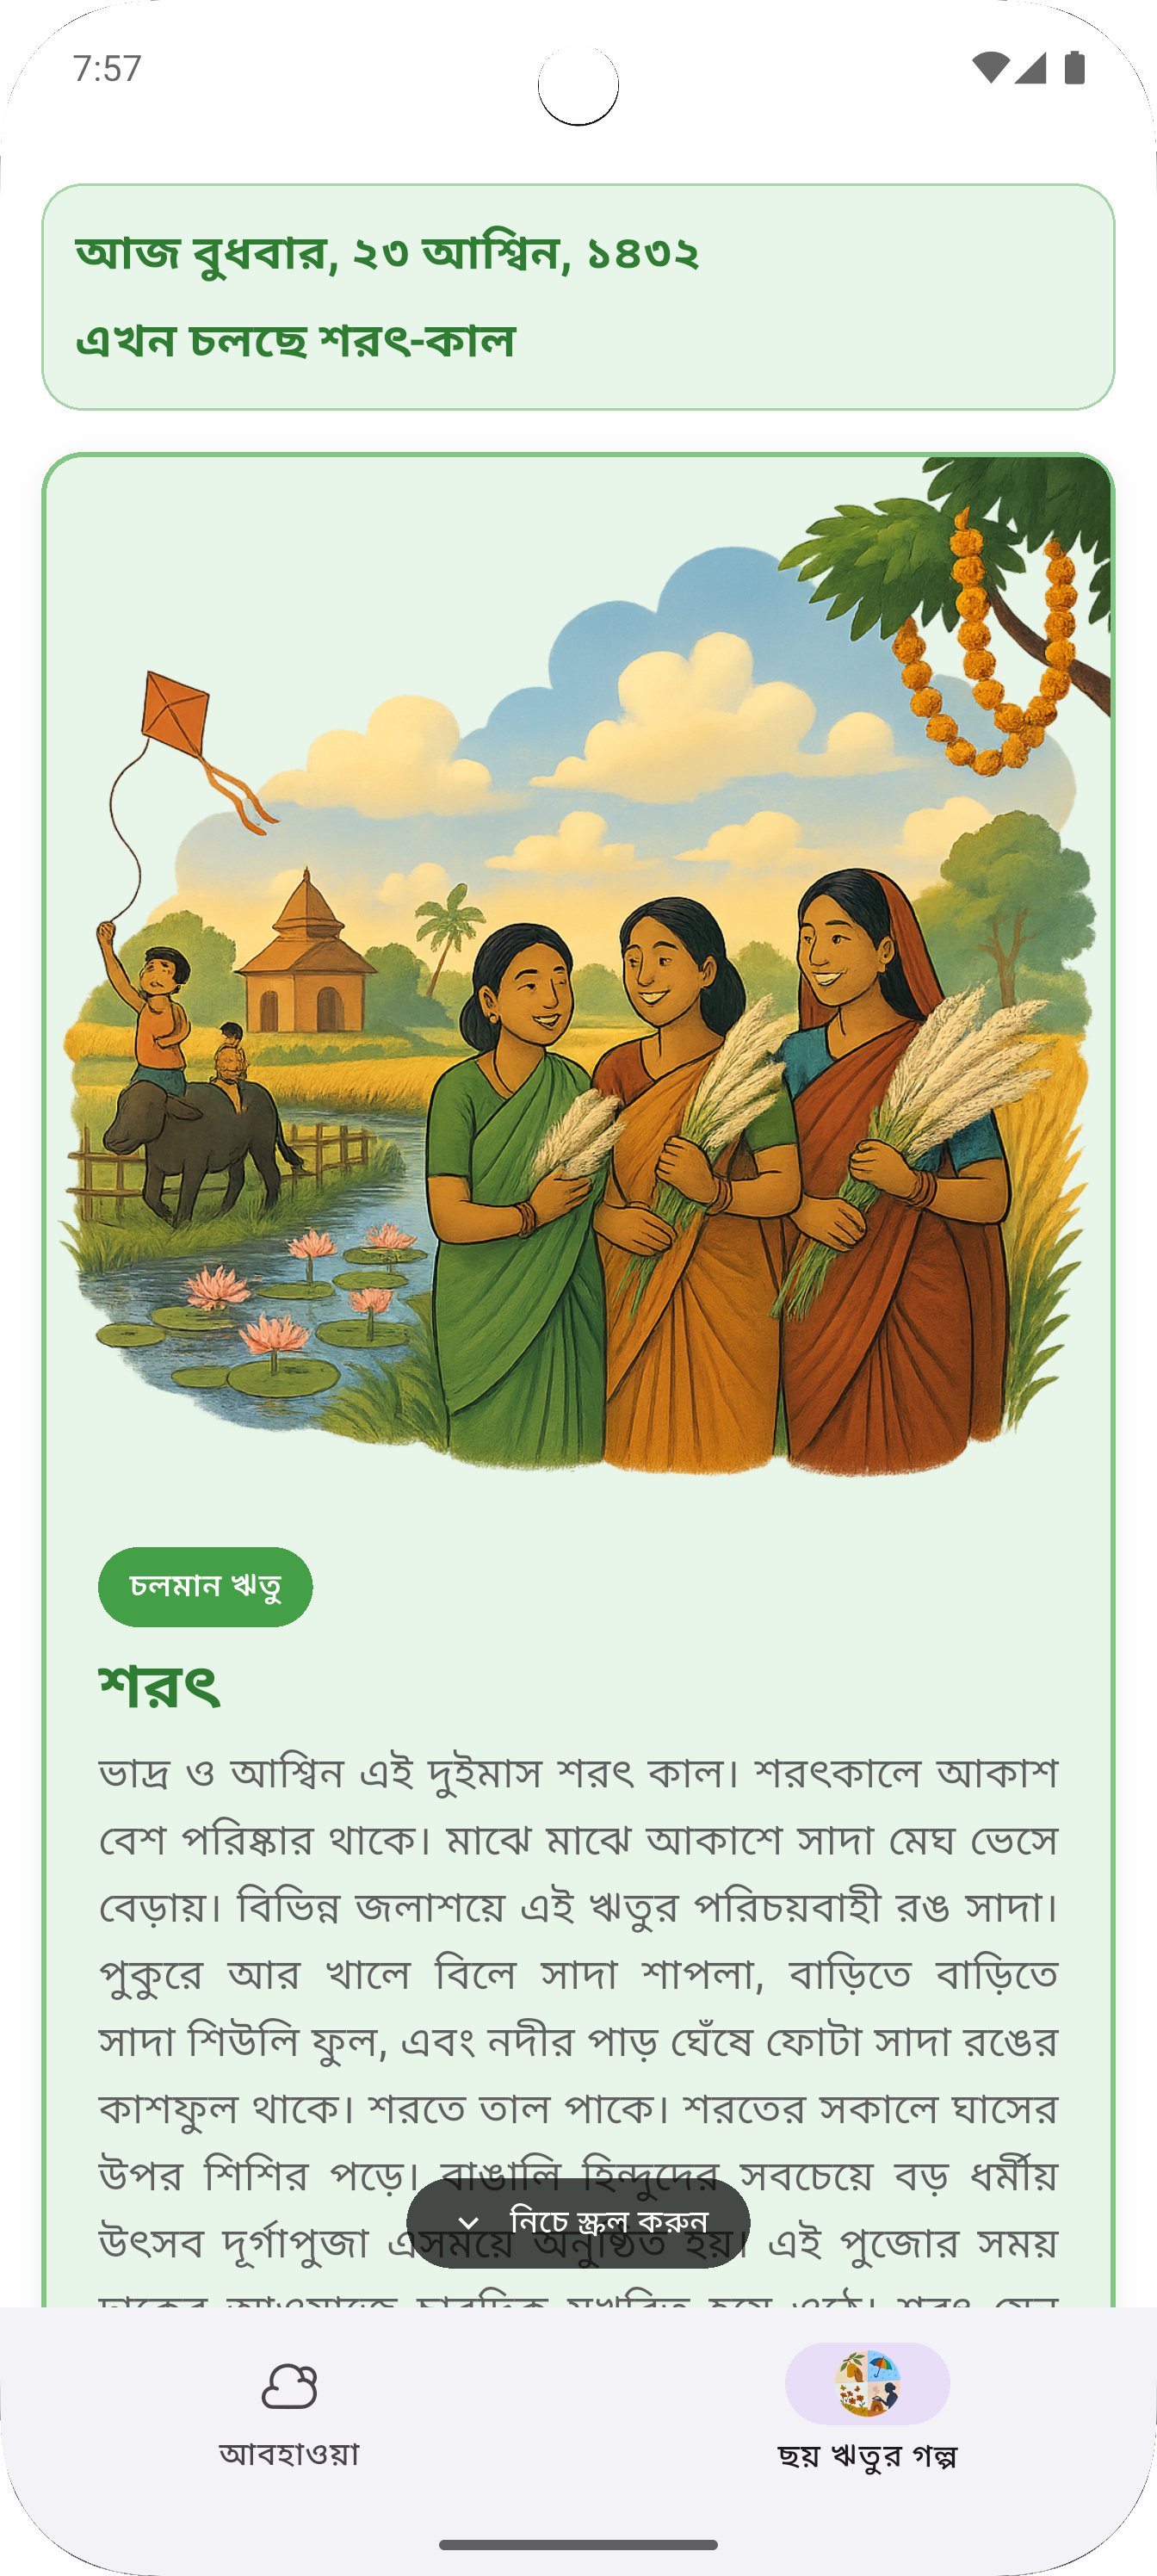 7:57
আজ বুধবার, ২৩ আশ্বিন, ১৪৩২
এখন চলছে শরৎ-কাল
চলমান ঋতু
শরৎ
ভাদ্র ও আশ্বিন এই দুইমাস শরৎ কাল। শরৎকালে আকাশ
বেশ পরিষ্কার থাকে। মাঝে মাঝে আকাশে সাদা মেঘ ভেসে
বেড়ায়। বিভিন্ন জলাশয়ে এই ঋতুর পরিচয়বাহী রঙ সাদা।
পুকুরে আর খালে বিলে সাদা শাপলা, বাড়িতে বাড়িতে
সাদা শিউলি ফুল, এবং নদীর পাড় ঘেঁষে ফোটা সাদা রঙের
কাশফুল থাকে। শরতে তাল পাকে। শরতের সকালে ঘাসের
উপর শিশির পড়ে। বাঙালি হিন্দুদের সবচেয়ে বড় ধর্মীয়
উৎসব দূর্গাপুজা এসময়ে অনুষ্ঠিত হয়। এই পুজোর সময়
নিচে স্ক্রল করুন
আবহাওয়া
ছয় ঋতুর গল্প